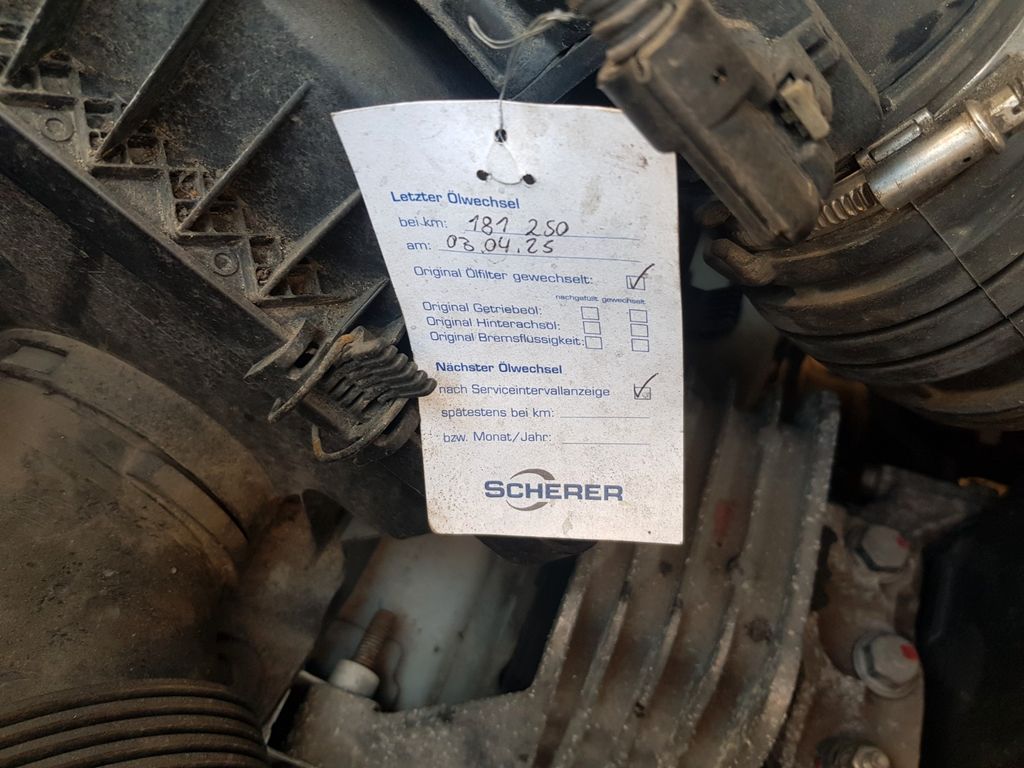 Letzter Ölwechsel
bei km: 181 250
am: 03.04.25
Original Ölfilter gewechselt:
nachgefüllt gewechselt
Original Getriebeöl:
Original Hinterachsöl:
Original Bremsflüssigkeit:
Nächster Ölwechsel
nach Serviceintervallanzeige
spätestens bei km:
bzw. Monat/Jahr:
SCHERER